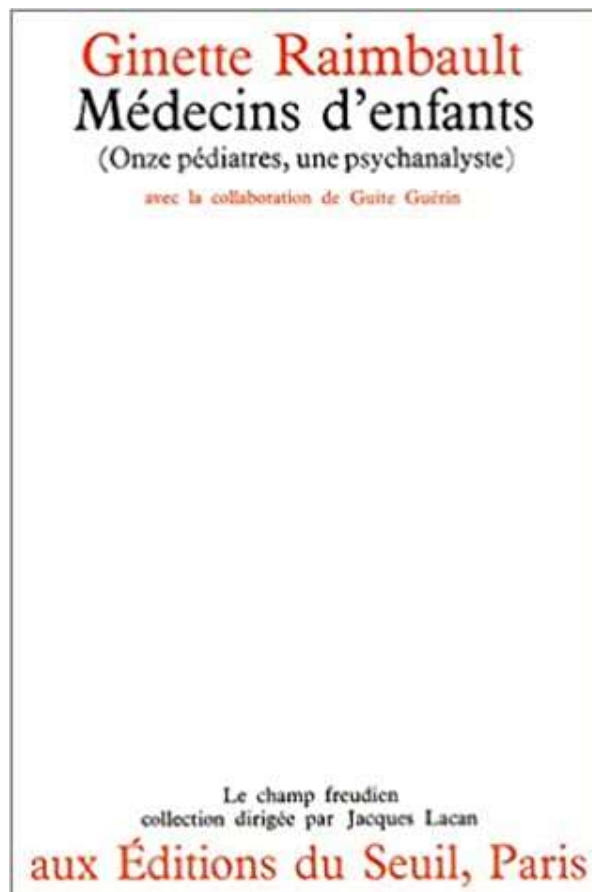 Ginette Raimbault
Médecins d'enfants
(Onze pédiatres, une psychanalyste)
avec la collaboration de Guite Guérin
Le champ freudien
collection dirigée par Jacques Lacan
aux Éditions du Seuil, Paris